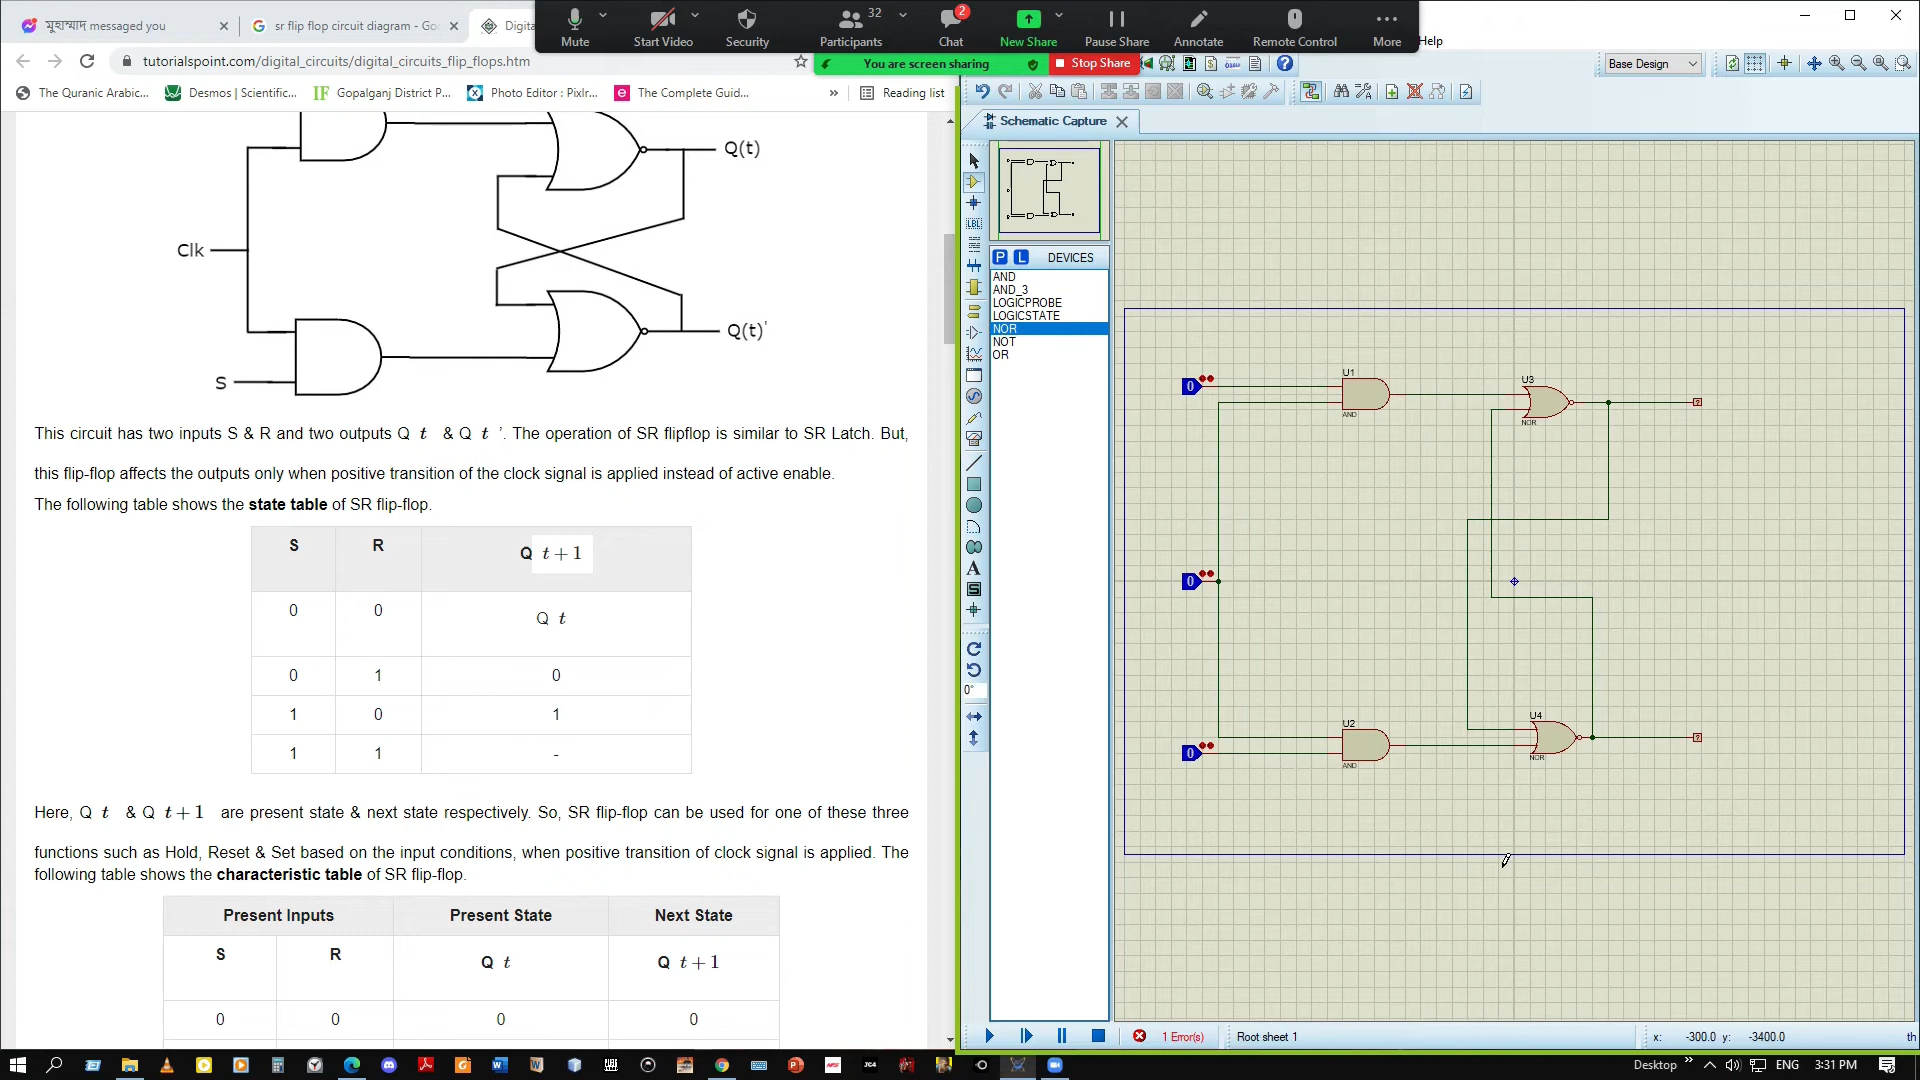 মুহাম্মাদ messaged you
sr flip flop circuit diagram - Go
Digita
Mute
Start Video
Security
Participants
32
Chat
2
New Share
Pause Share
Annotate
Remote Control
More
Help
You are screen sharing
Stop Share
tutorialspoint.com/digital_circuits/digital_circuits_flip_flops.htm
Base Design
The Quranic Arabic...
Desmos | Scientific...
Gopalganj District P...
Photo Editor : Pixlr...
The Complete Guid...
»
Reading list
Schematic Capture
P L DEVICES
AND
AND_3
LOGICPROBE
LOGICSTATE
NOR
NOT
OR
LBL
A
S
0°
Q(t)
Clk
Q(t)'
S
This circuit has two inputs S & R and two outputs Q t & Q t ’. The operation of SR flipflop is similar to SR Latch. But,
this flip-flop affects the outputs only when positive transition of the clock signal is applied instead of active enable.
The following table shows the state table of SR flip-flop.
S R Q t + 1
0 0 Q t
0 1 0
1 0 1
1 1 -
Here, Q t & Q t + 1 are present state & next state respectively. So, SR flip-flop can be used for one of these three
functions such as Hold, Reset & Set based on the input conditions, when positive transition of clock signal is applied. The
following table shows the characteristic table of SR flip-flop.
Present Inputs Present State Next State
S R Q t Q t + 1
0 0 0 0
U1
AND
U3
NOR
0
?
0
U2
AND
U4
NOR
0
?
1 Error(s)
Root sheet 1
x: -300.0 y: -3400.0 th
Desktop » ENG 3:31 PM